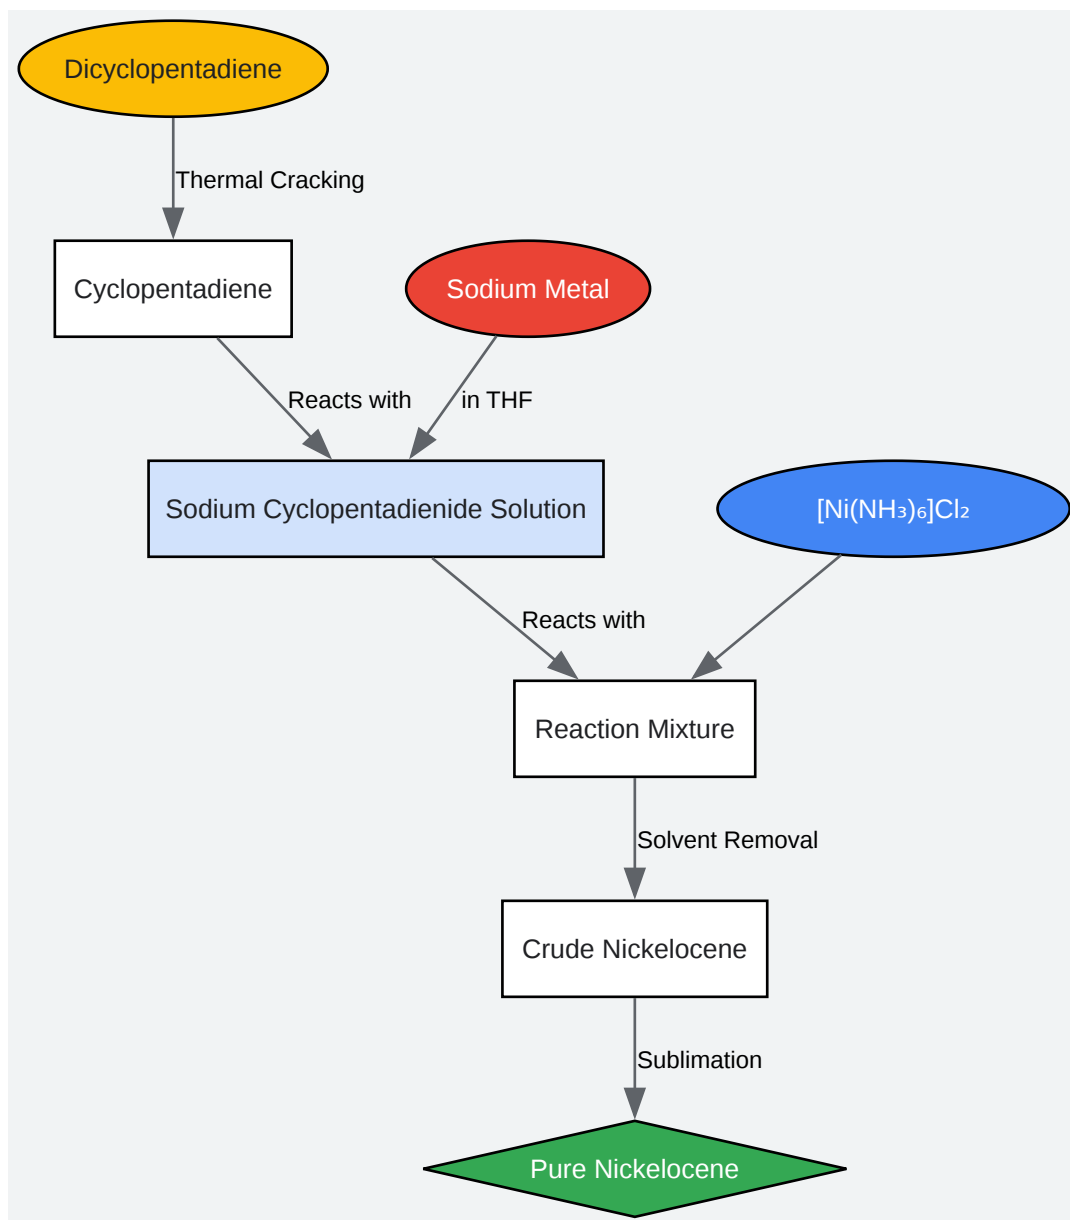 Dicyclopentadiene
Thermal Cracking
Cyclopentadiene
Sodium Metal
Reacts with
in THF
Sodium Cyclopentadienide Solution
[Ni(NH₃)₆]Cl₂
Reacts with
Reaction Mixture
Solvent Removal
Crude Nickelocene
Sublimation
Pure Nickelocene